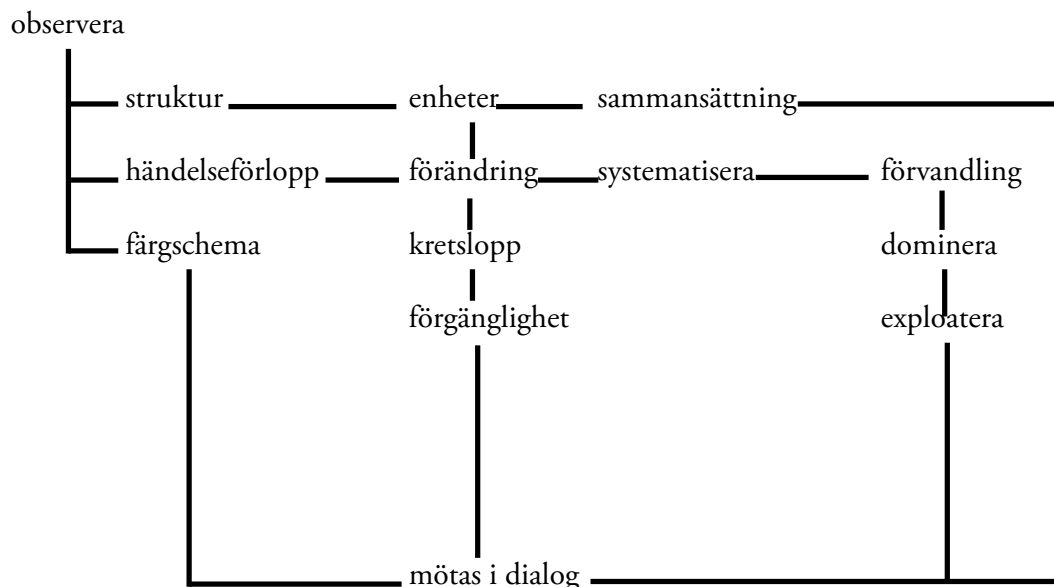 observera
struktur enheter sammansättning
händelseförlopp förändring systematisera förvandling
färgschema kretslopp dominera
förgänglighet exploatera
mötas i dialog